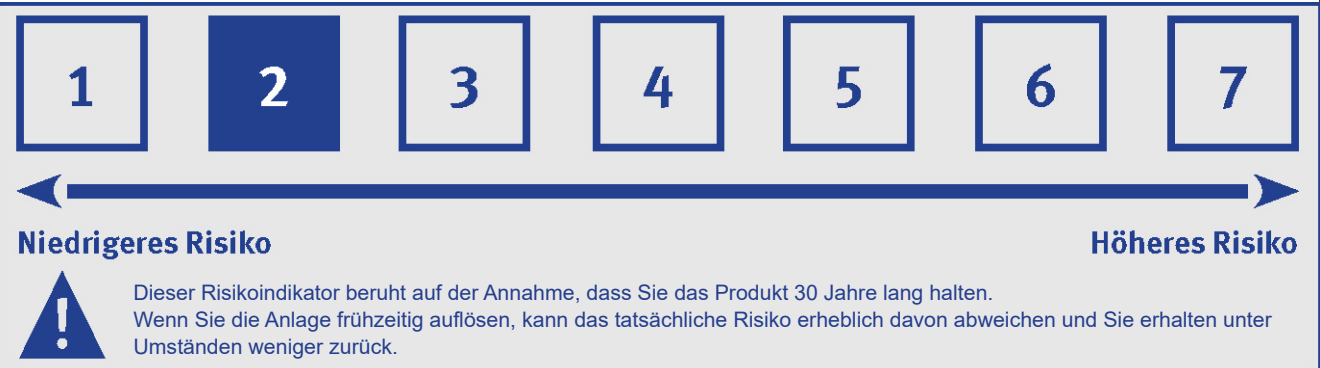 1 2 3 4 5 6 7
Niedrigeres Risiko Höheres Risiko
!
Dieser Risikoindikator beruht auf der Annahme, dass Sie das Produkt 30 Jahre lang halten.
Wenn Sie die Anlage frühzeitig auflösen, kann das tatsächliche Risiko erheblich davon abweichen und Sie erhalten unter
Umständen weniger zurück.